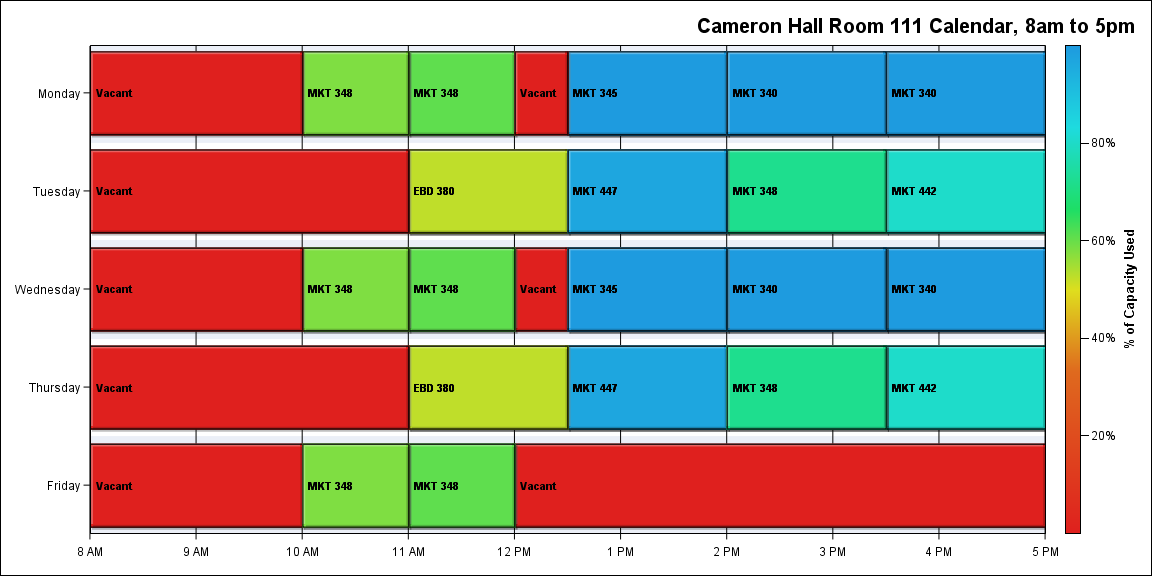 Cameron Hall Room 111 Calendar, 8am to 5pm
Monday
Vacant
MKT 348
MKT 348
Vacant
MKT 345
MKT 340
MKT 340
Tuesday
Vacant
EBD 380
MKT 447
MKT 348
MKT 442
Wednesday
Vacant
MKT 348
MKT 348
Vacant
MKT 345
MKT 340
MKT 340
Thursday
Vacant
EBD 380
MKT 447
MKT 348
MKT 442
Friday
Vacant
MKT 348
MKT 348
Vacant
8 AM
9 AM
10 AM
11 AM
12 PM
1 PM
2 PM
3 PM
4 PM
5 PM
80%
60%
40%
20%
% of Capacity Used